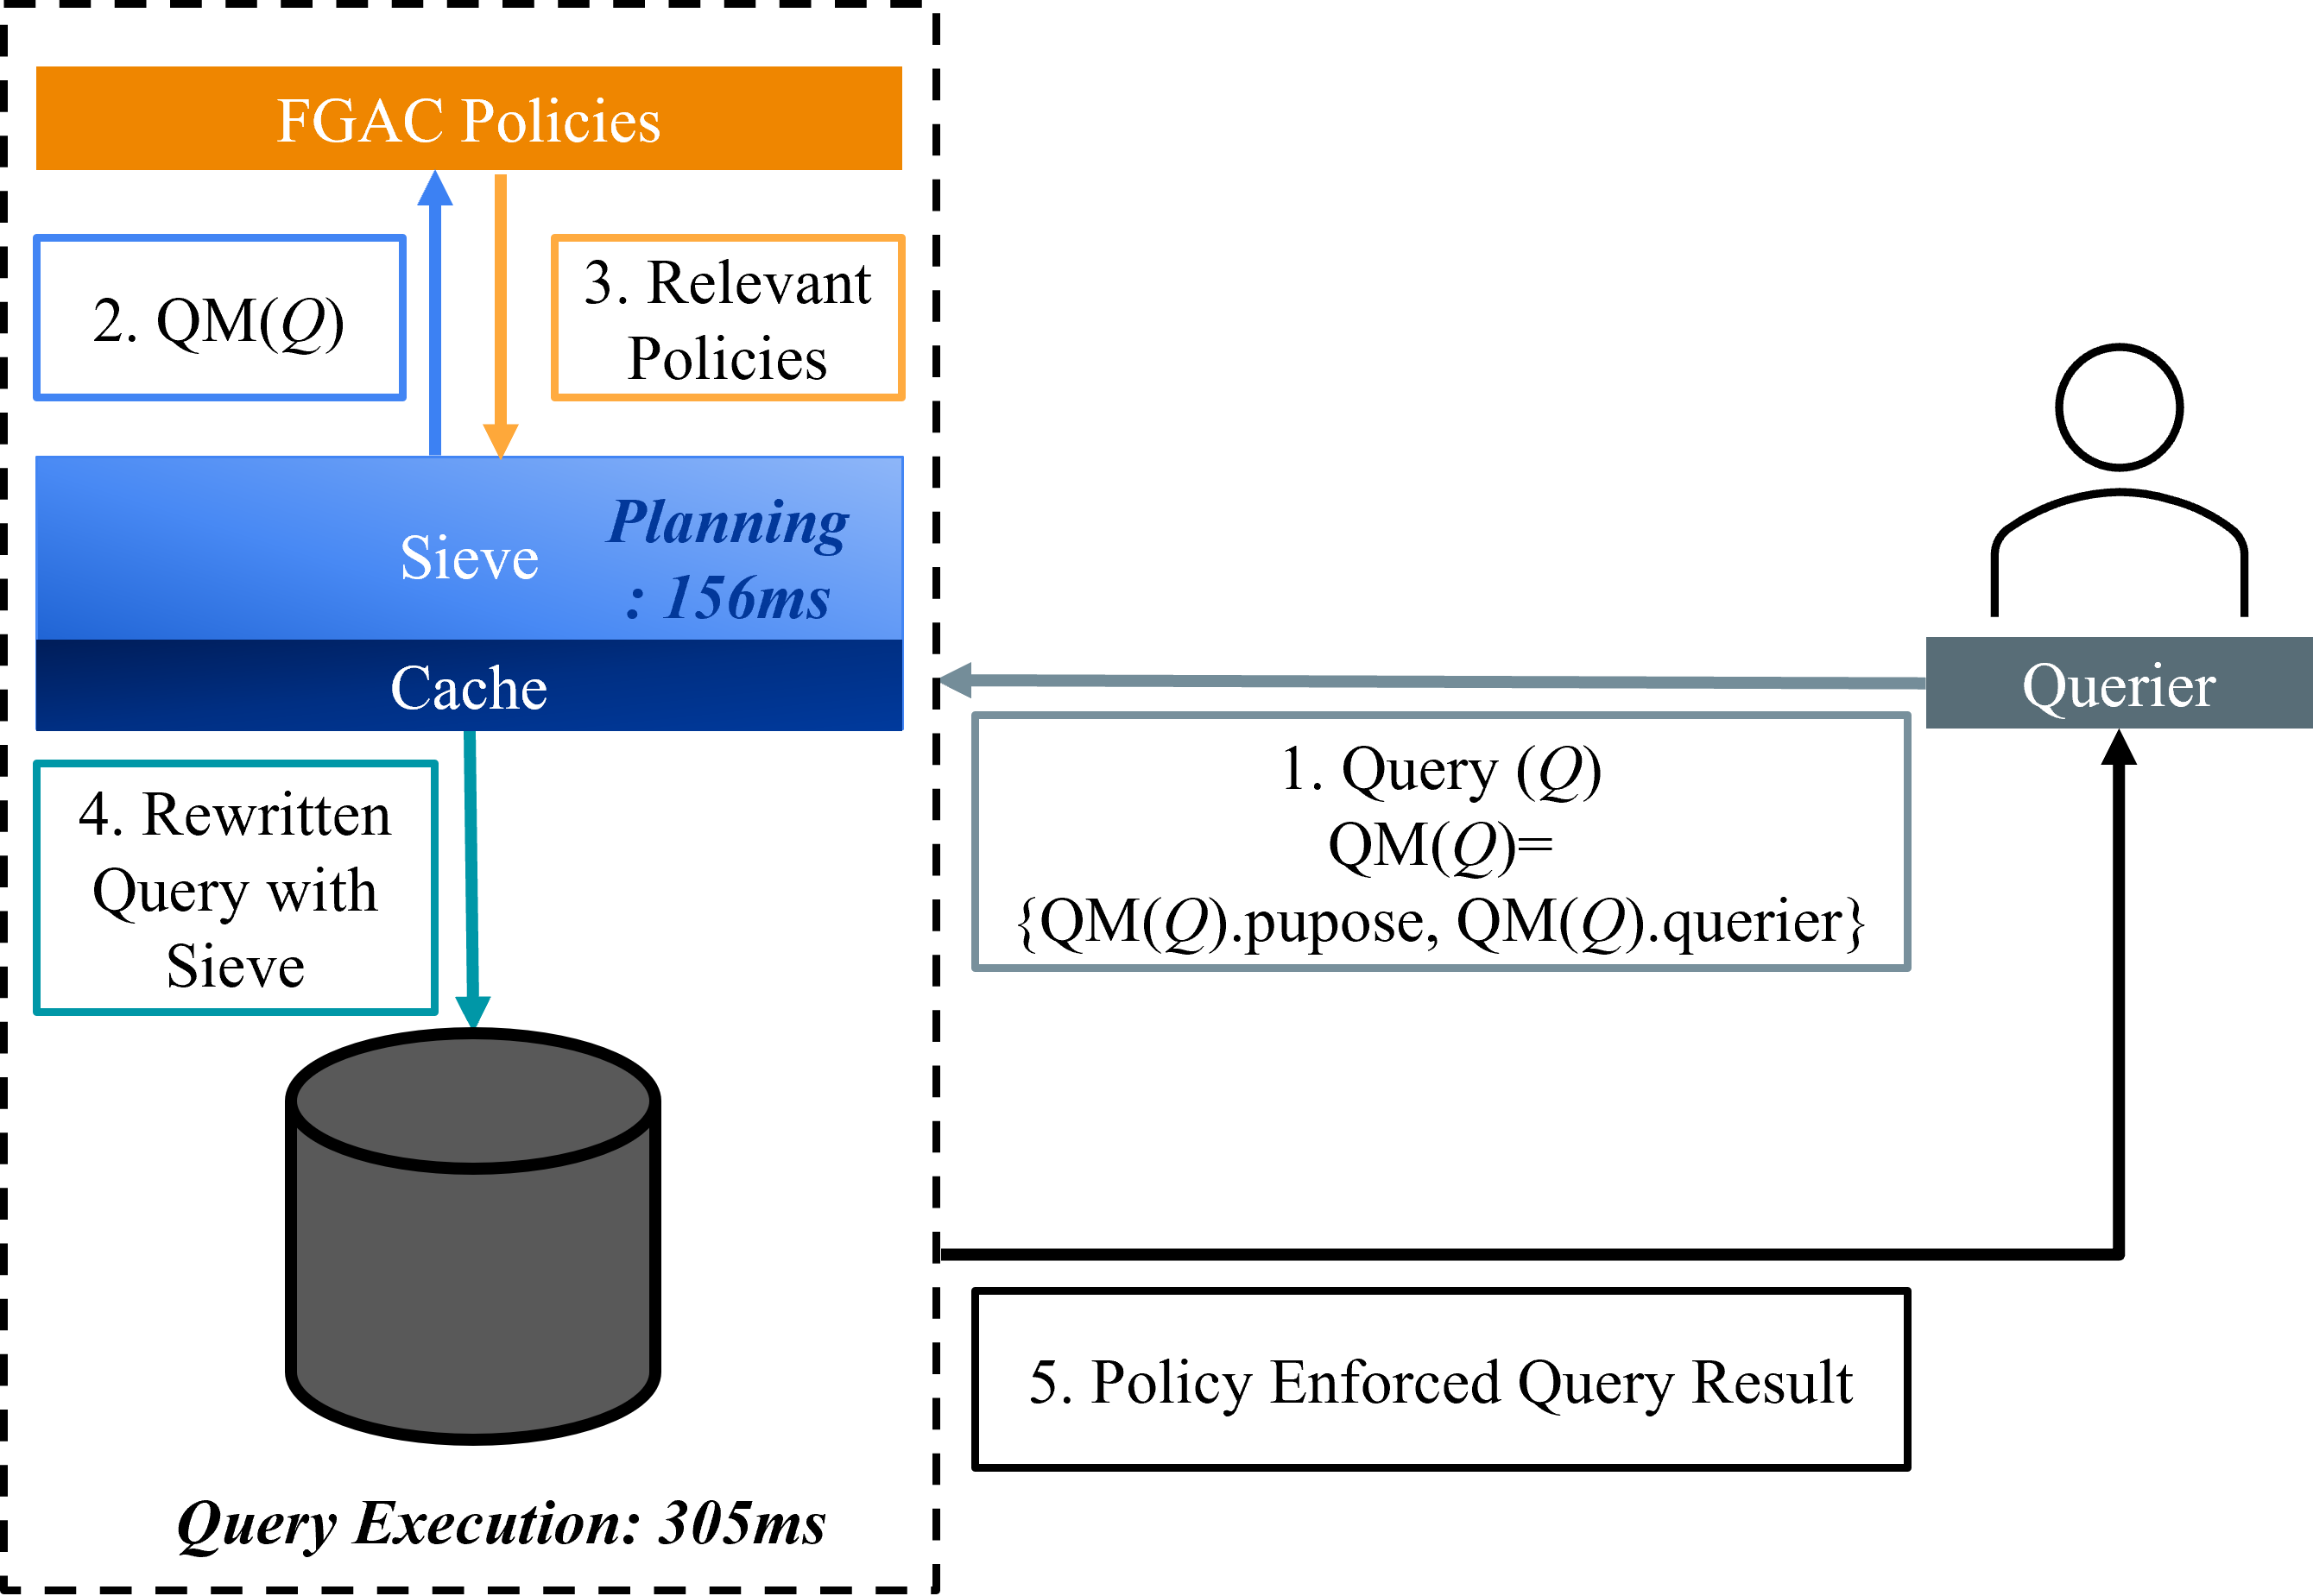 FGAC Policies
2. QM(Q)
3. Relevant
Policies
Sieve
Planning
: 156ms
Cache
Querier
1. Query (Q)
QM(Q)=
{QM(Q).pupose, QM(Q).querier}
4. Rewritten
Query with
Sieve
5. Policy Enforced Query Result
Query Execution: 305ms